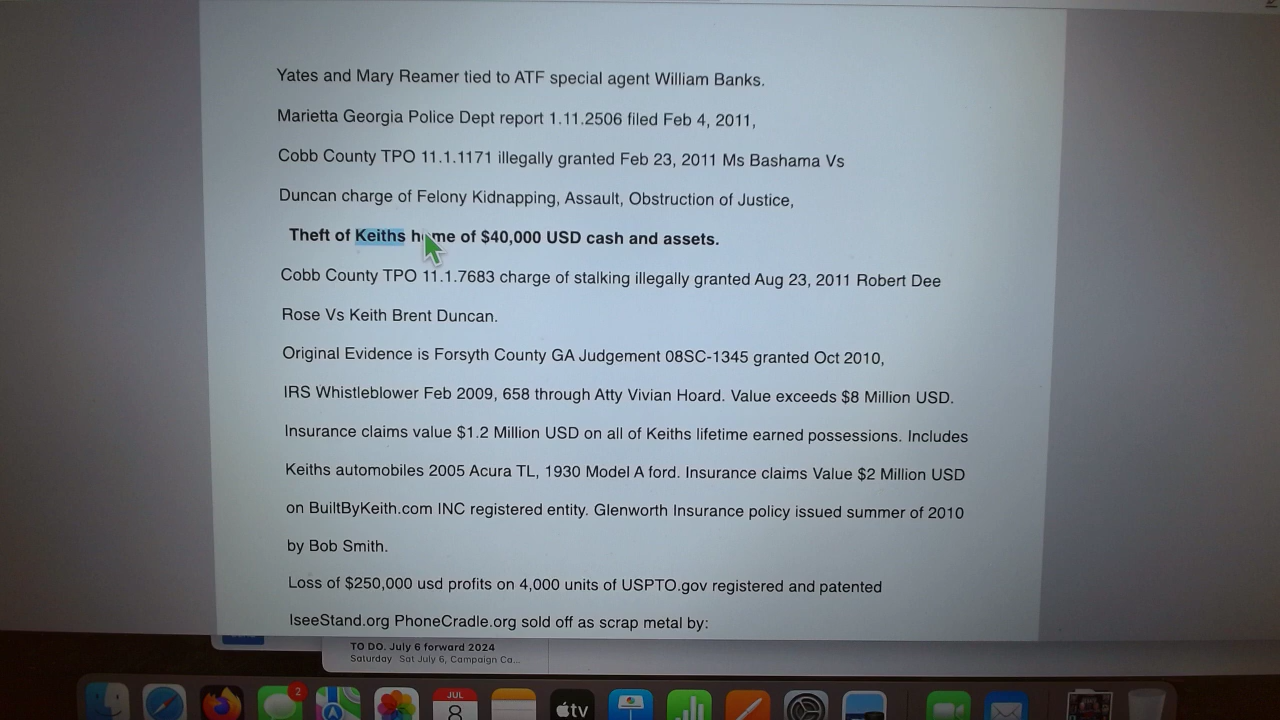 Yates and Mary Reamer tied to ATF special agent William Banks.
Marietta Georgia Police Dept report 1.11.2506 filed Feb 4, 2011,
Cobb County TPO 11.1.1171 illegally granted Feb 23, 2011 Ms Bashama Vs
Duncan charge of Felony Kidnapping, Assault, Obstruction of Justice,
Theft of Keiths home of $40,000 USD cash and assets.
Cobb County TPO 11.1.7683 charge of stalking illegally granted Aug 23, 2011 Robert Dee
Rose Vs Keith Brent Duncan.
Original Evidence is Forsyth County GA Judgement 08SC-1345 granted Oct 2010,
IRS Whistleblower Feb 2009, 658 through Atty Vivian Hoard. Value exceeds $8 Million USD.
Insurance claims value $1.2 Million USD on all of Keiths lifetime earned possessions. Includes
Keiths automobiles 2005 Acura TL, 1930 Model A ford. Insurance claims Value $2 Million USD
on BuiltByKeith.com INC registered entity. Glenworth Insurance policy issued summer of 2010
by Bob Smith.
Loss of $250,000 usd profits on 4,000 units of USPTO.gov registered and patented
IseeStand.org PhoneCradle.org sold off as scrap metal by:
TO DO. July 6 forward 2024
Saturday Sat July 6, Campaign Ca...
2
JUL
8
tv